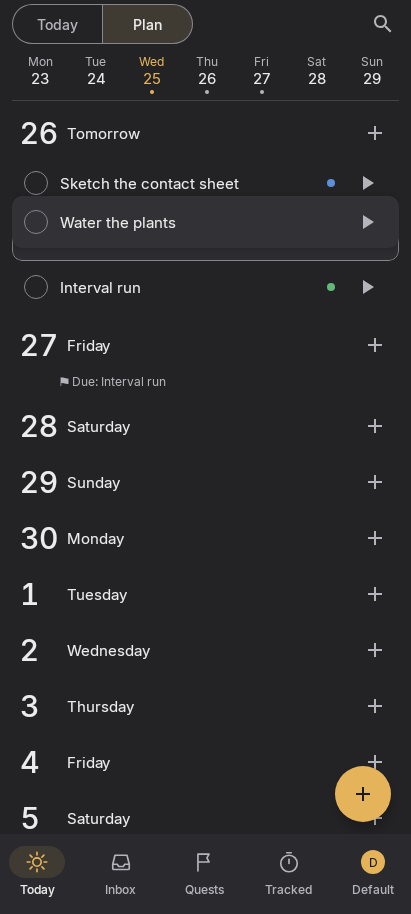 Today Plan
Mon Tue Wed Thu Fri Sat Sun
23 24 25 26 27 28 29
26 Tomorrow
Sketch the contact sheet
Water the plants
Interval run
27 Friday
Due: Interval run
28 Saturday
29 Sunday
30 Monday
1 Tuesday
2 Wednesday
3 Thursday
4 Friday
5 Saturday
D
Today Inbox Quests Tracked Default